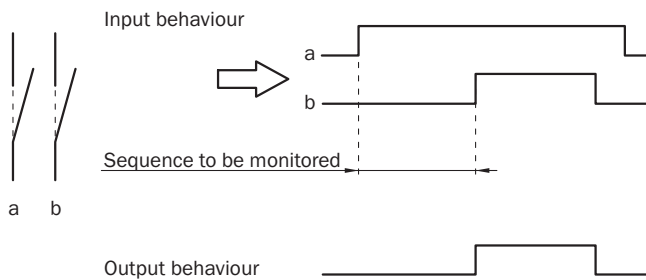 Input behaviour
a
b
Sequence to be monitored
a b
Output behaviour